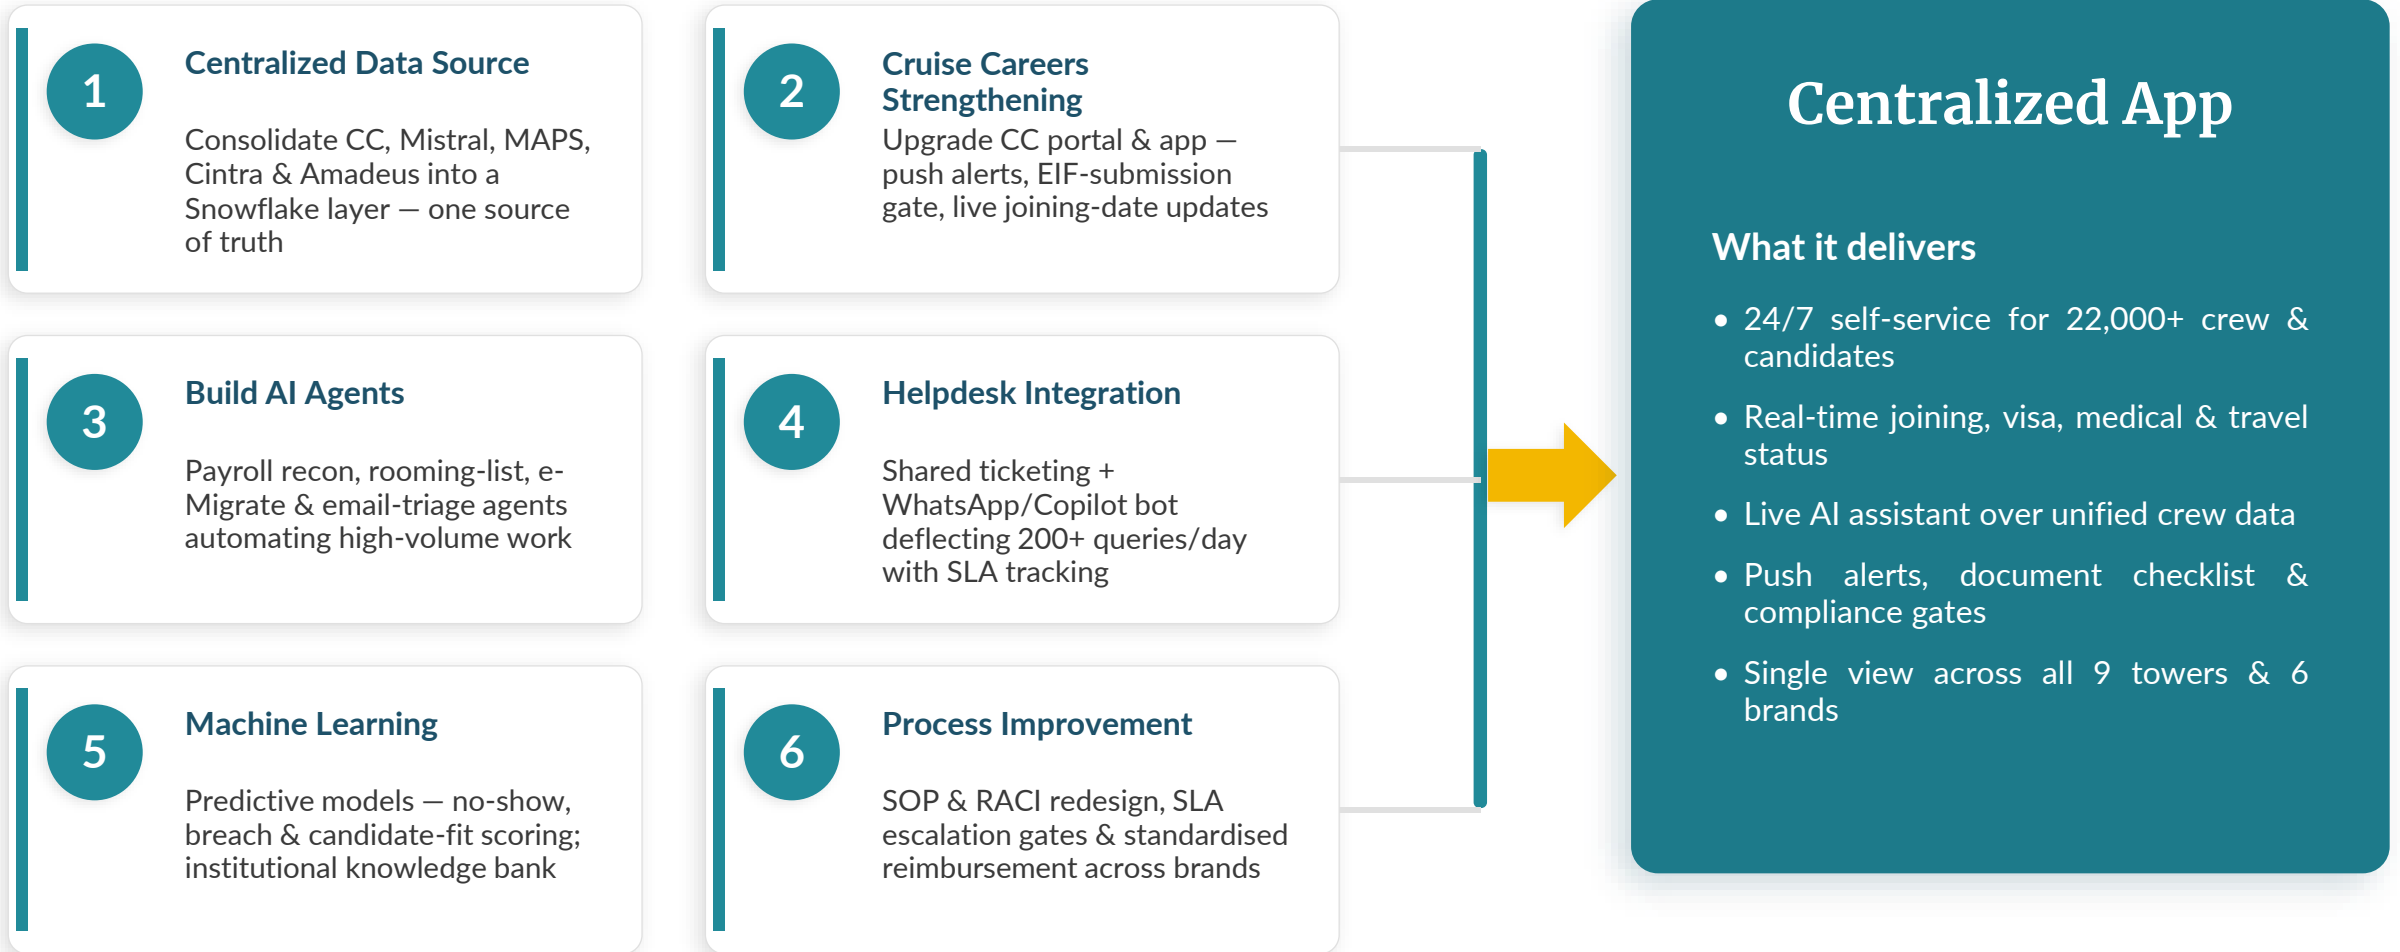 1
Centralized Data Source
Consolidate CC, Mistral, MAPS,
Cintra & Amadeus into a
Snowflake layer — one source
of truth
2
Cruise Careers
Strengthening
Upgrade CC portal & app —
push alerts, EIF-submission
gate, live joining-date updates
3
Build AI Agents
Payroll recon, rooming-list, e-
Migrate & email-triage agents
automating high-volume work
4
Helpdesk Integration
Shared ticketing +
WhatsApp/Copilot bot
deflecting 200+ queries/day
with SLA tracking
5
Machine Learning
Predictive models — no-show,
breach & candidate-fit scoring;
institutional knowledge bank
6
Process Improvement
SOP & RACI redesign, SLA
escalation gates & standardised
reimbursement across brands
Centralized App
What it delivers
• 24/7 self-service for 22,000+ crew &
candidates
• Real-time joining, visa, medical & travel
status
• Live AI assistant over unified crew data
• Push alerts, document checklist &
compliance gates
• Single view across all 9 towers & 6
brands